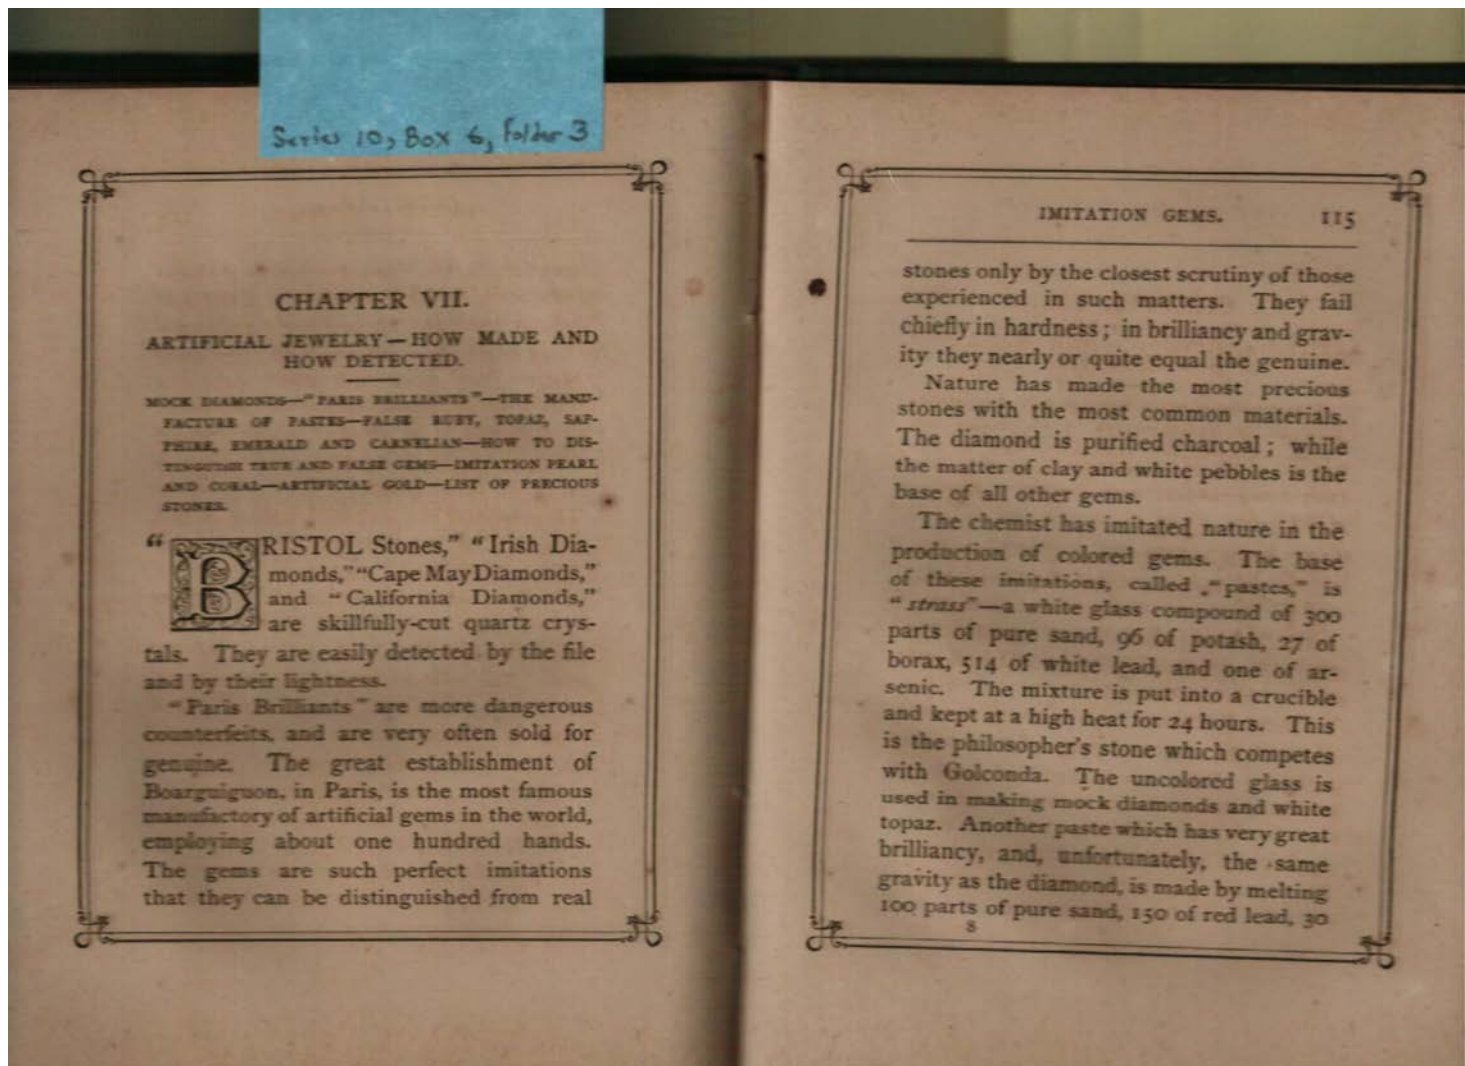 Series 10, Box 6, Folder 3
CHAPTER VII.
ARTIFICIAL JEWELRY—HOW MADE AND
HOW DETECTED.
MOCK DIAMONDS—"PARIS BRILLIANTS"—THE MANU-
FACTURE OF PASTES—FALSE RUBY, TOPAZ, SAP-
PHIRE, EMERALD AND CARNELIAN—HOW TO DIS-
TINGUISH TRUE AND FALSE GEMS—IMITATION PEARL
AND CORAL—ARTIFICIAL GOLD—LIST OF PRECIOUS
STONES.
"BRISTOL Stones," "Irish Dia-
monds," "Cape May Diamonds,"
and "California Diamonds,"
are skillfully-cut quartz crys-
tals. They are easily detected by the file
and by their lightness.
"Paris Brilliants" are more dangerous
counterfeits, and are very often sold for
genuine. The great establishment of
Boarguignon, in Paris, is the most famous
manufactory of artificial gems in the world,
employing about one hundred hands.
The gems are such perfect imitations
that they can be distinguished from real
IMITATION GEMS. 115
stones only by the closest scrutiny of those
experienced in such matters. They fail
chiefly in hardness; in brilliancy and grav-
ity they nearly or quite equal the genuine.
Nature has made the most precious
stones with the most common materials.
The diamond is purified charcoal; while
the matter of clay and white pebbles is the
base of all other gems.
The chemist has imitated nature in the
production of colored gems. The base
of these imitations, called "pastes," is
"strass"—a white glass compound of 300
parts of pure sand, 96 of potash, 27 of
borax, 514 of white lead, and one of ar-
senic. The mixture is put into a crucible
and kept at a high heat for 24 hours. This
is the philosopher's stone which competes
with Golconda. The uncolored glass is
used in making mock diamonds and white
topaz. Another paste which has very great
brilliancy, and, unfortunately, the same
gravity as the diamond, is made by melting
100 parts of pure sand, 150 of red lead, 30
8